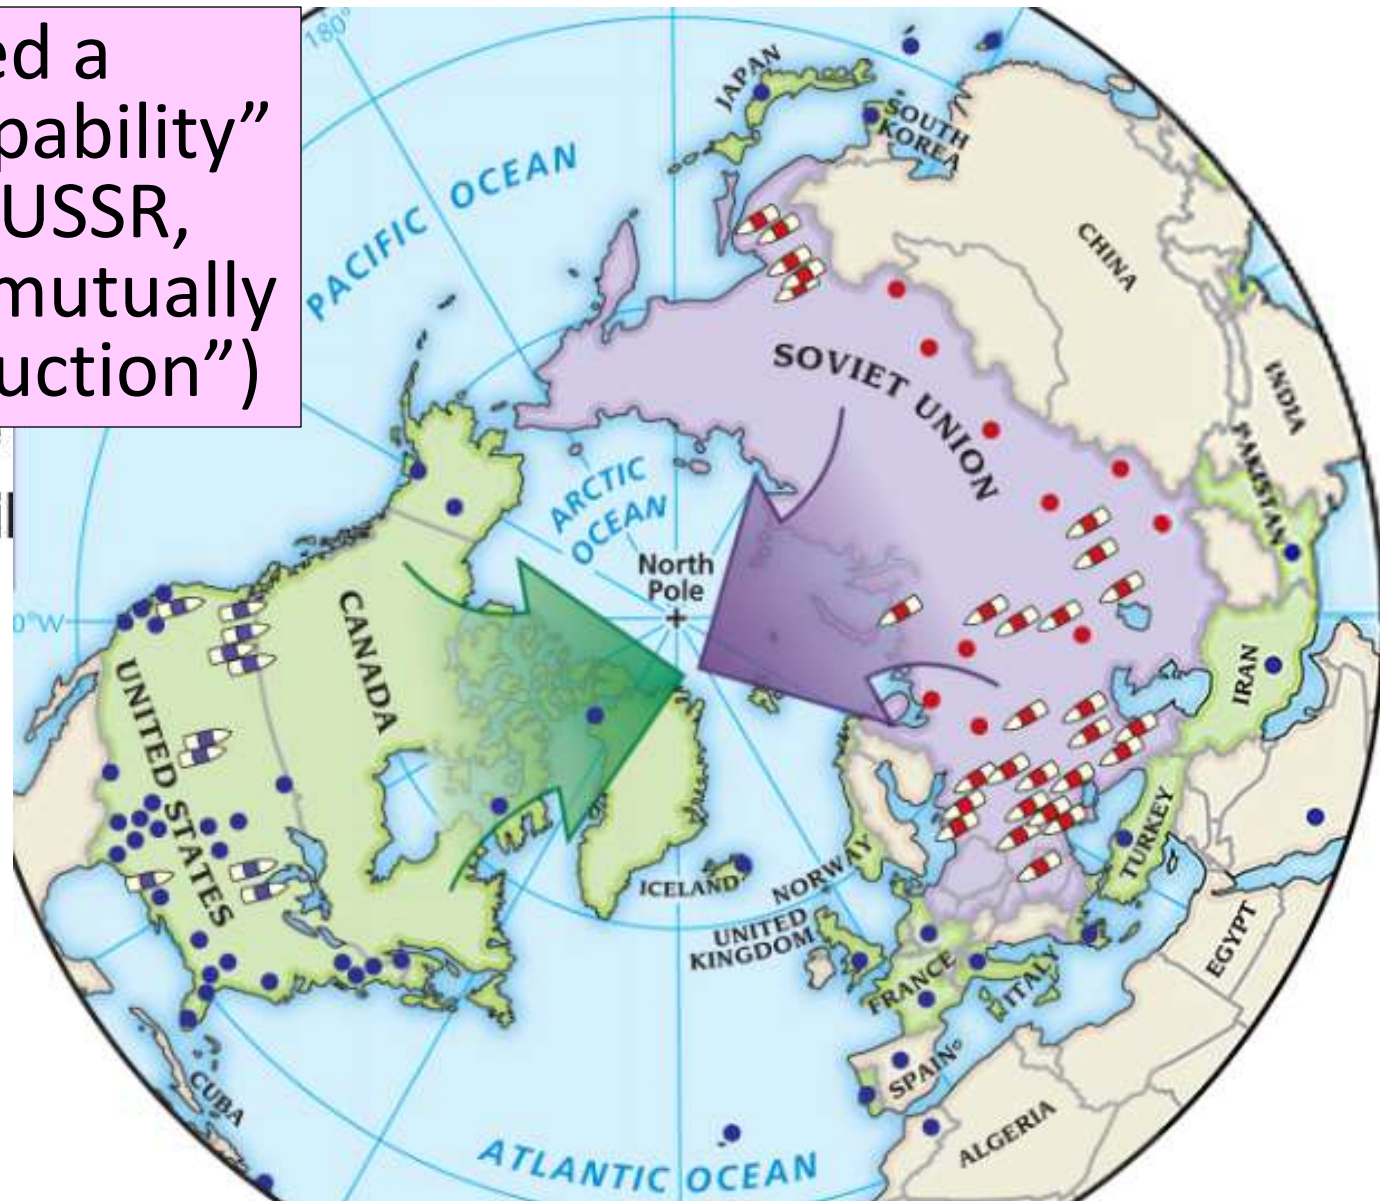 ed a
pability”
USSR,
mutually
uction”)
180°
JAPAN
SOUTH
KOREA
PACIFIC OCEAN
CHINA
SOVIET UNION
INDIA
PAKISTAN
ARCTIC
OCEAN
North
Pole
0°W
CANADA
UNITED STATES
IRAN
TURKEY
ICELAND
NORWAY
UNITED
KINGDOM
FRANCE
ITALY
EGYPT
SPAIN
ALGERIA
CUBA
ATLANTIC OCEAN